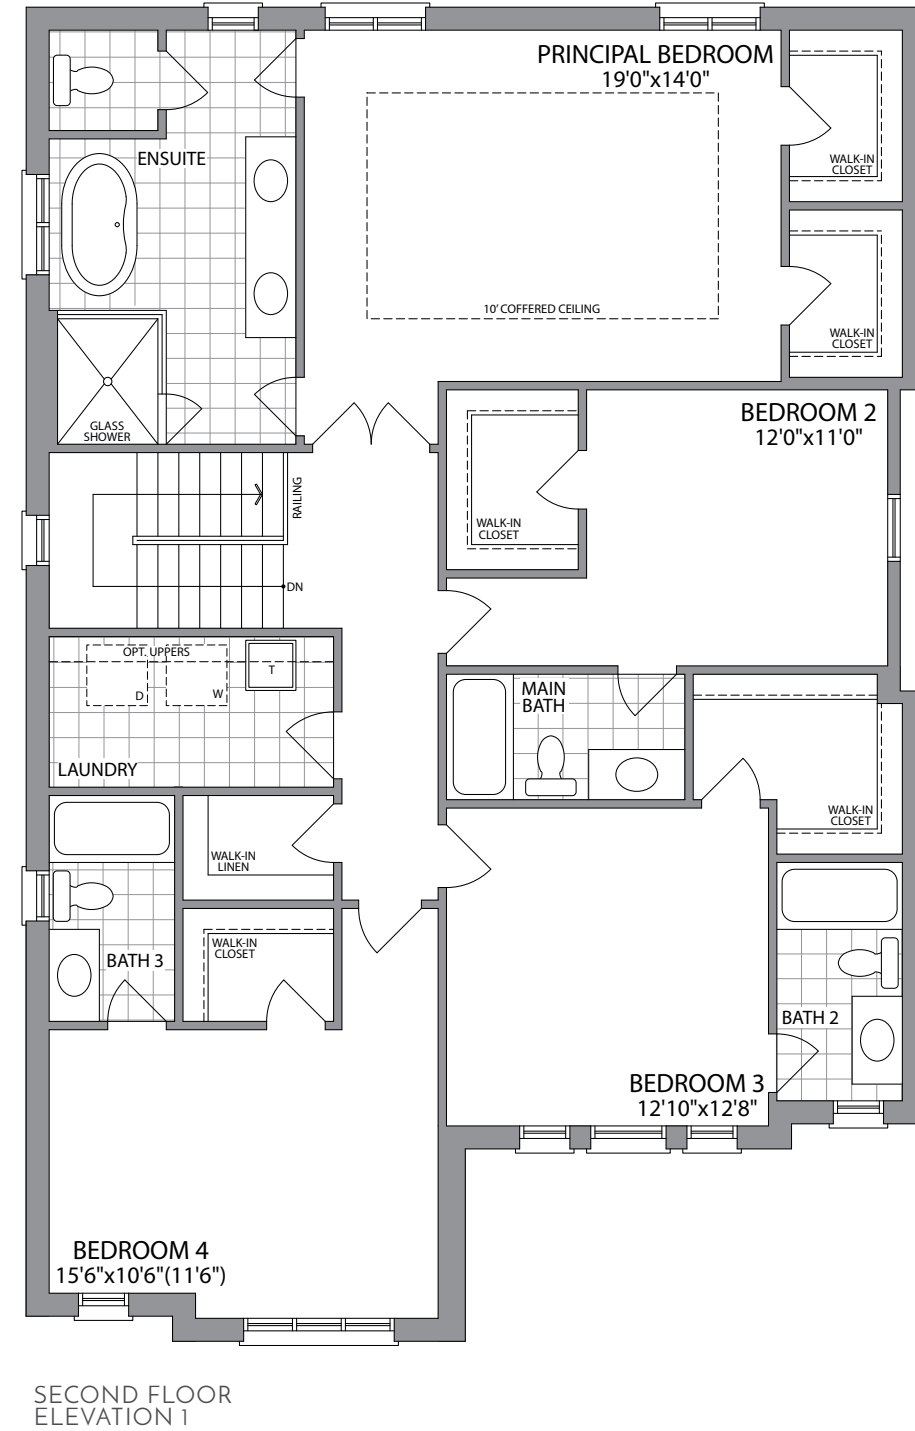 PRINCIPAL BEDROOM
19'0"x14'0"
ENSUITE
WALK-IN
CLOSET
10' COFFERED CEILING
WALK-IN
CLOSET
GLASS
SHOWER
BEDROOM 2
12'0"x11'0"
RAILING
WALK-IN
CLOSET
DN
OPT. UPPERS
D
W
T
LAUNDRY
MAIN
BATH
WALK-IN
CLOSET
WALK-IN
LINEN
WALK-IN
CLOSET
BATH 3
BATH 2
BEDROOM 3
12'10"x12'8"
BEDROOM 4
15'6"x10'6"(11'6")
SECOND FLOOR
ELEVATION 1